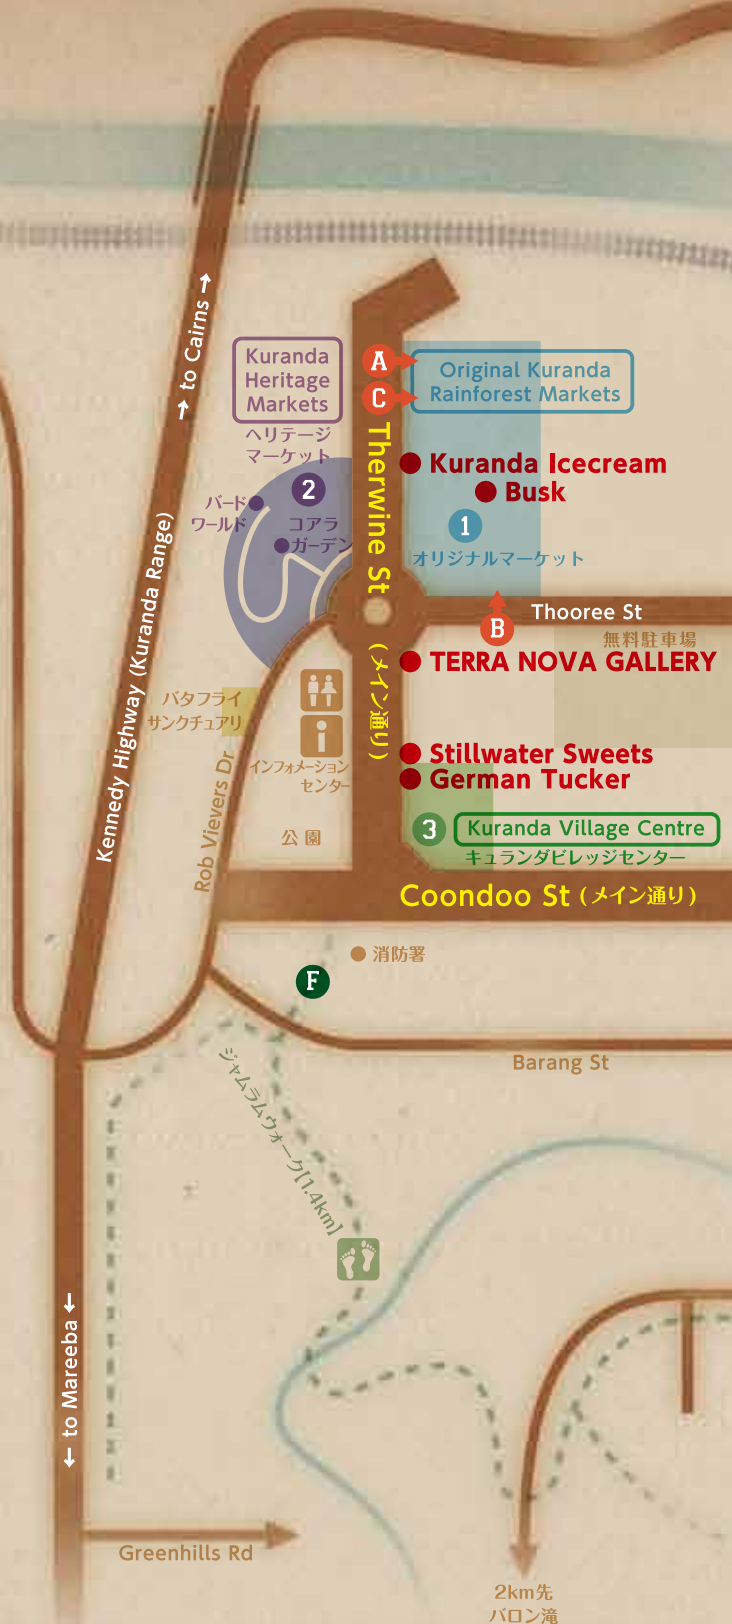 ← to Cairns →
Kuranda
Heritage
Markets
ヘリテージ
マーケット
A
C
Original Kuranda
Rainforest Markets
Therwine St
(メイン通り)
Kuranda Icecream
Busk
2
バード
ワールド
コアラ
ガーデン
1
オリジナルマーケット
Kennedy Highway (Kuranda Range)
B
Thooree St
無料駐車場
TERRA NOVA GALLERY
バタフライ
サンクチュアリ
i
インフォメーション
センター
Rob Vievers Dr
Stillwater Sweets
German Tucker
公園
3
Kuranda Village Centre
キュランダビレッジセンター
Coondoo St (メイン通り)
消防署
F
Barang St
ジャムラムウォーク[1.4km]
← to Mareeba →
Greenhills Rd
2km先
バロン滝